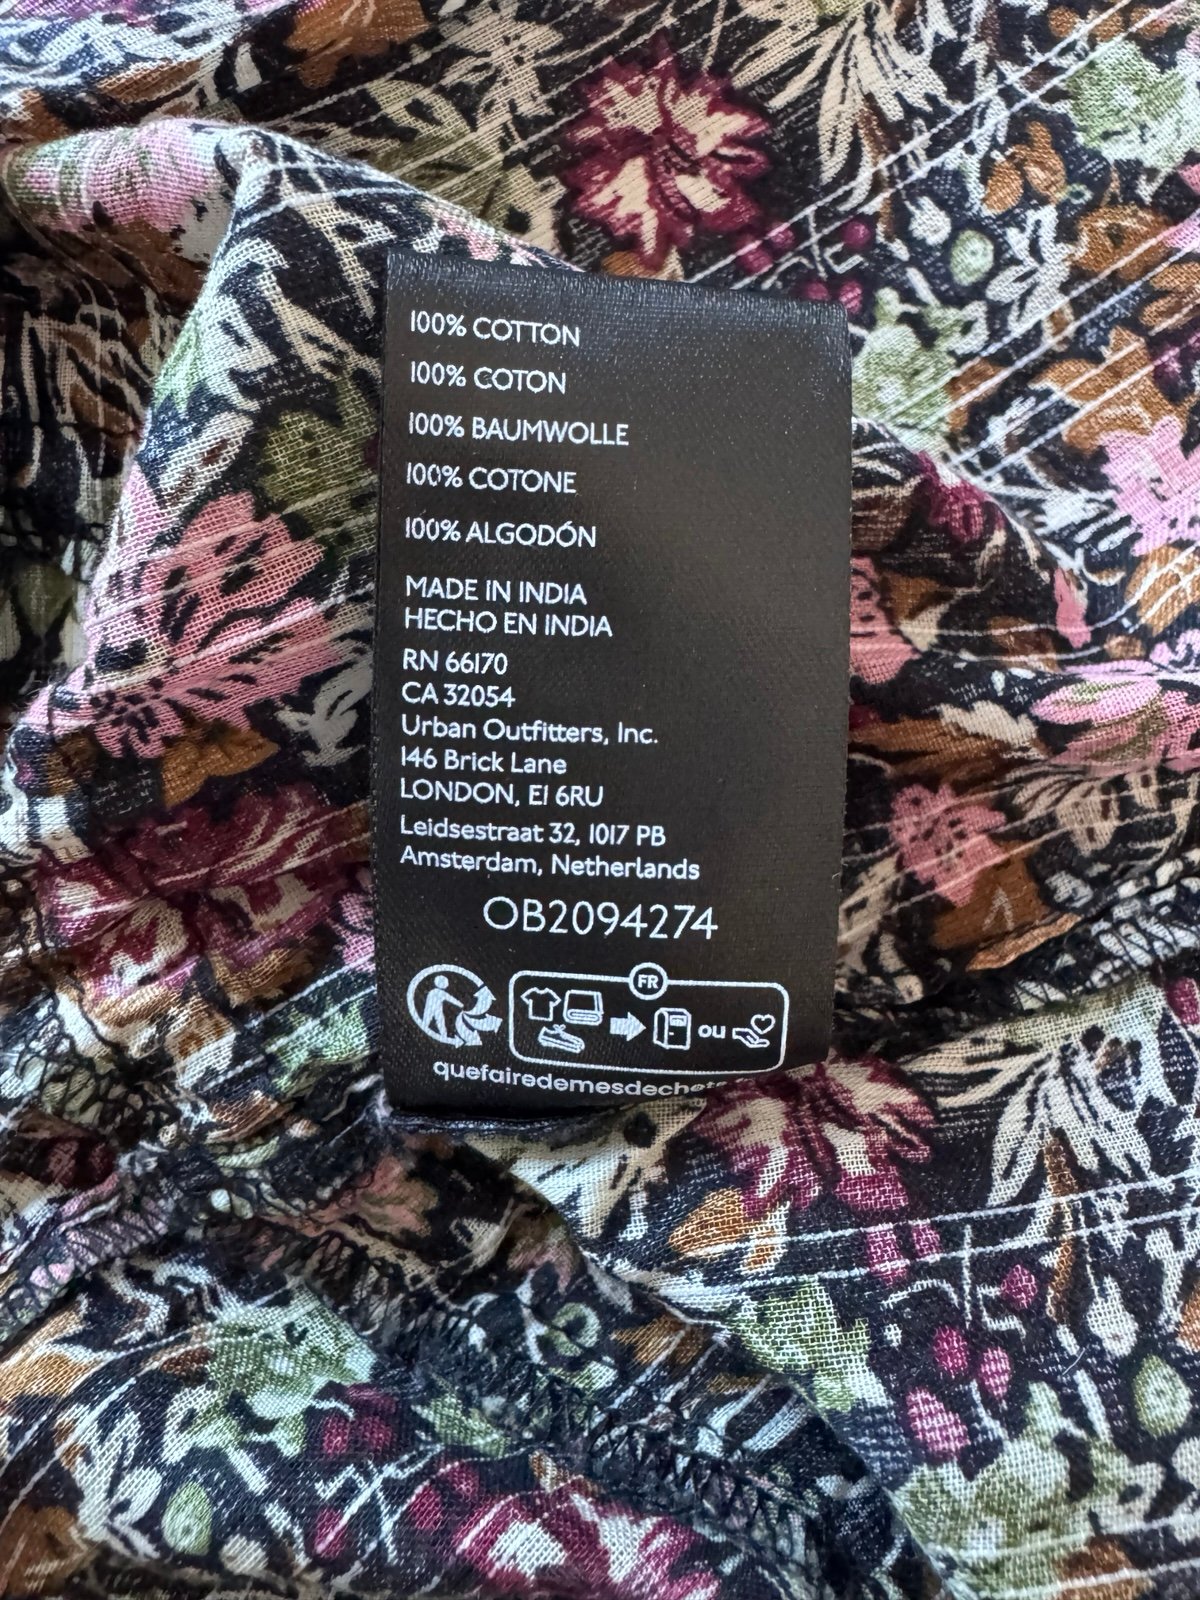 100% COTTON
100% COTON
100% BAUMWOLLE
100% COTONE
100% ALGODÓN
MADE IN INDIA
HECHO EN INDIA
RN 66170
CA 32054
Urban Outfitters, Inc.
146 Brick Lane
LONDON, E1 6RU
Leidsestraat 32, 1017 PB
Amsterdam, Netherlands
OB2094274
FR
ou